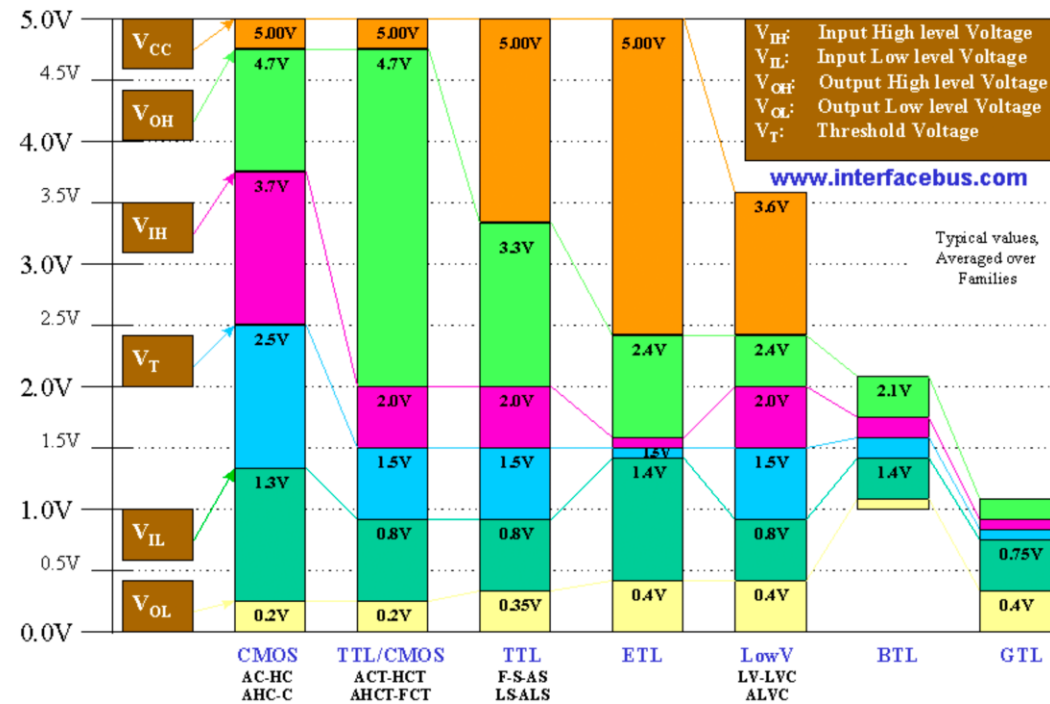 5.0V
4.5V
4.0V
3.5V
3.0V
2.5V
2.0V
1.5V
1.0V
0.5V
0.0V
VCC
VOH
VIH
VT
VIL
VOL
5.00V
4.7V
3.7V
2.5V
1.3V
0.2V
5.00V
4.7V
2.0V
1.5V
0.8V
0.2V
5.00V
3.3V
2.0V
1.5V
0.8V
0.35V
5.00V
2.4V
1.5V
1.4V
0.4V
3.6V
2.4V
2.0V
1.5V
0.8V
0.4V
2.1V
1.4V
0.75V
0.4V
VIH: Input High level Voltage
VIL: Input Low level Voltage
VOH: Output High level Voltage
VOL: Output Low level Voltage
VT: Threshold Voltage
www.interfacebus.com
Typical values,
Averaged over
Families
CMOS
AC-HC
AHC-C
TTL/CMOS
ACT-HCT
AHCT-FCT
TTL
F-S-AS
LS-ALS
ETL
LowV
LV-LVC
ALVC
BTL
GTL